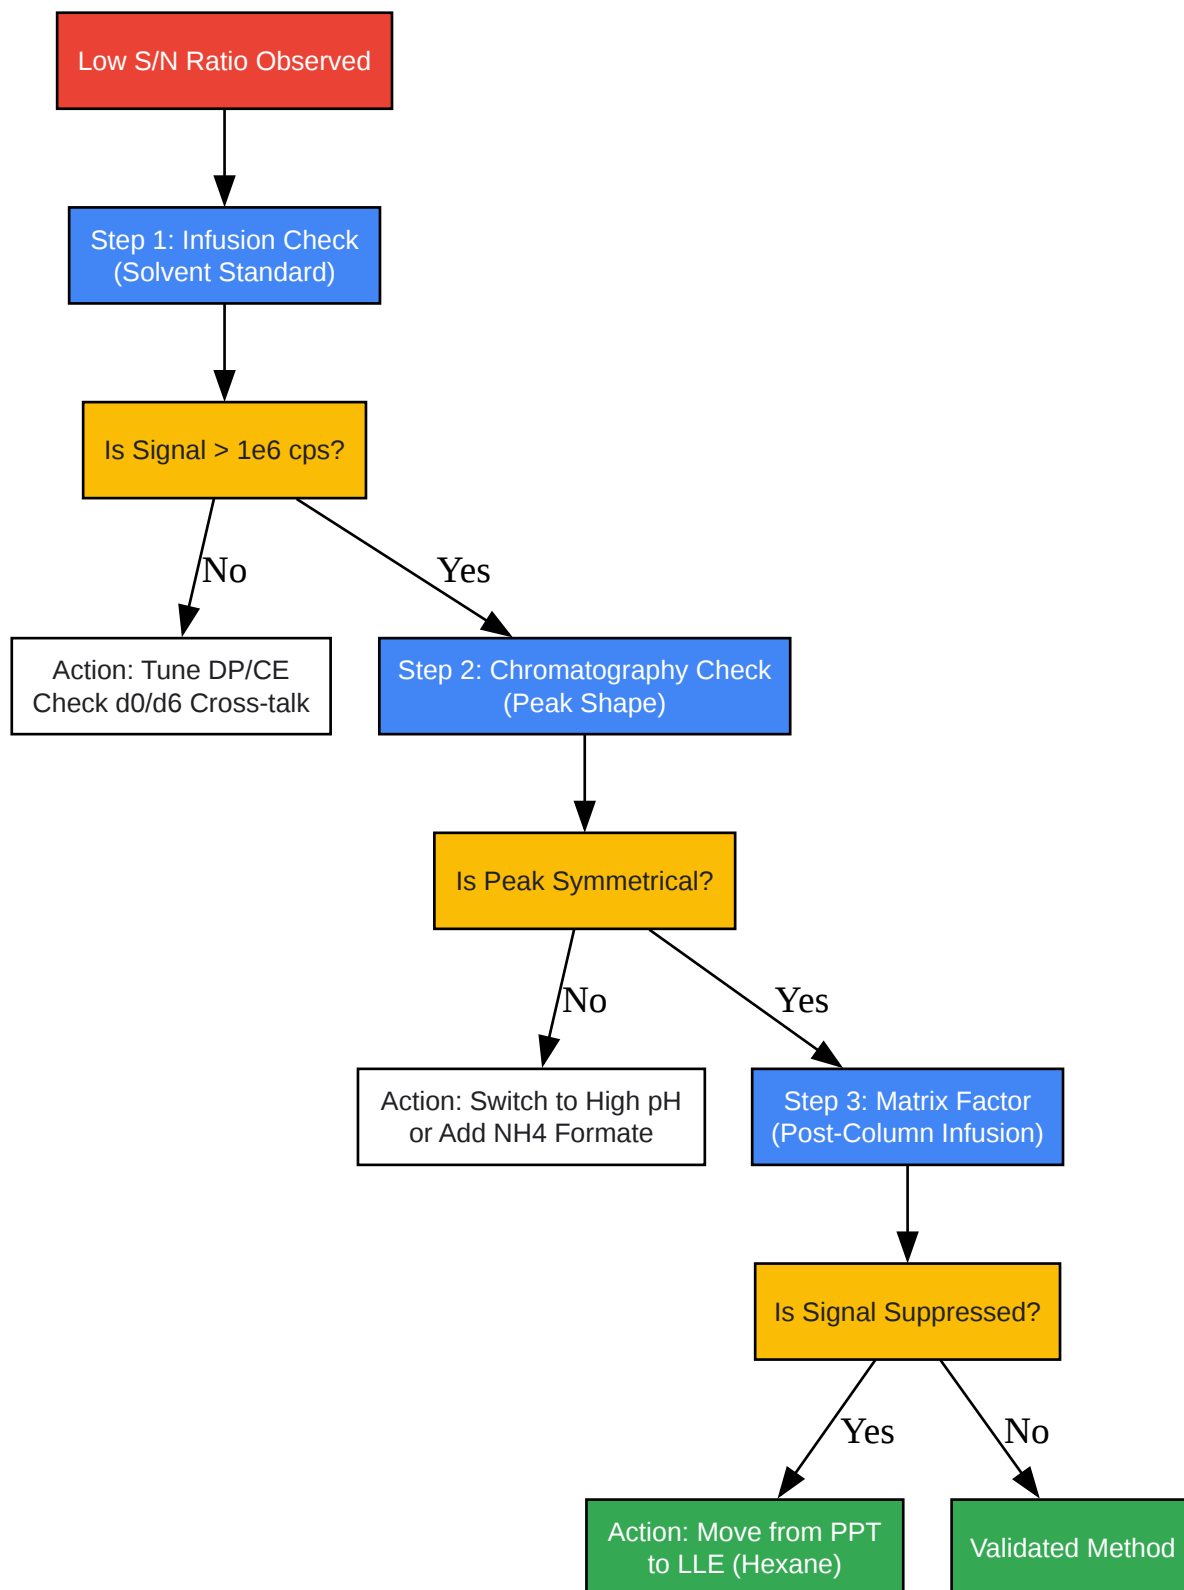 Low S/N Ratio Observed
Step 1: Infusion Check
(Solvent Standard)
Is Signal > 1e6 cps?
No
Yes
Action: Tune DP/CE
Check d0/d6 Cross-talk
Step 2: Chromatography Check
(Peak Shape)
Is Peak Symmetrical?
No
Yes
Action: Switch to High pH
or Add NH4 Formate
Step 3: Matrix Factor
(Post-Column Infusion)
Is Signal Suppressed?
Yes
No
Action: Move from PPT
to LLE (Hexane)
Validated Method